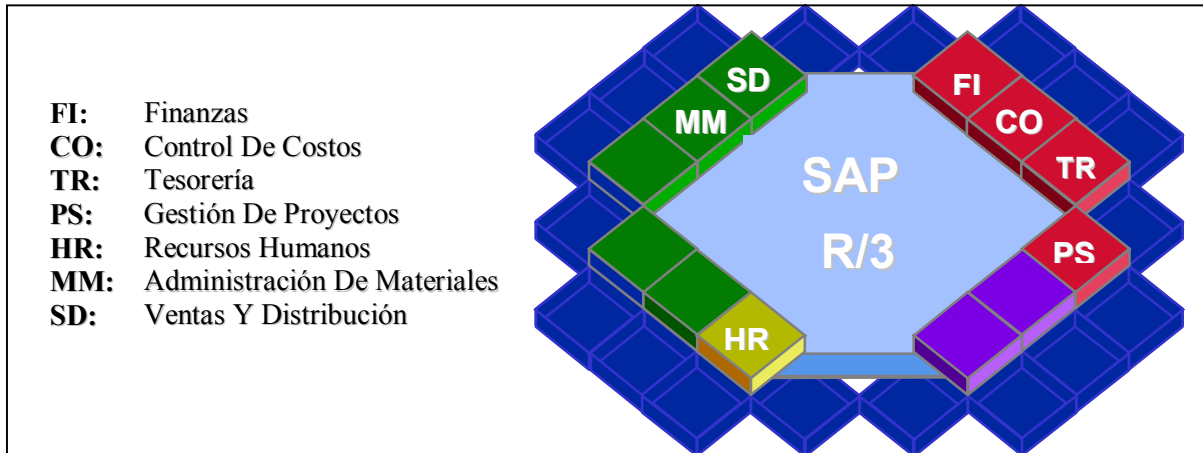 FI: Finanzas
CO: Control De Costos
TR: Tesorería
PS: Gestión De Proyectos
HR: Recursos Humanos
MM: Administración De Materiales
SD: Ventas Y Distribución
SD
MM
FI
CO
TR
SAP
R/3
PS
HR